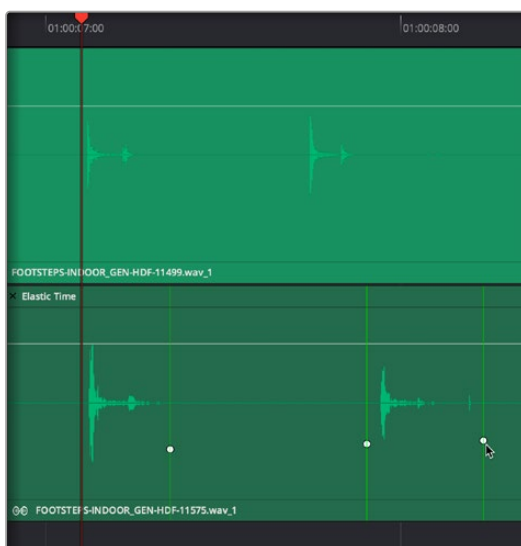 01:00:07:00
01:00:08:00
FOOTSTEPS-INDOOR_GEN-HDF-11499.wav_1
Elastic Time
FOOTSTEPS-INDOOR_GEN-HDF-11575.wav_1